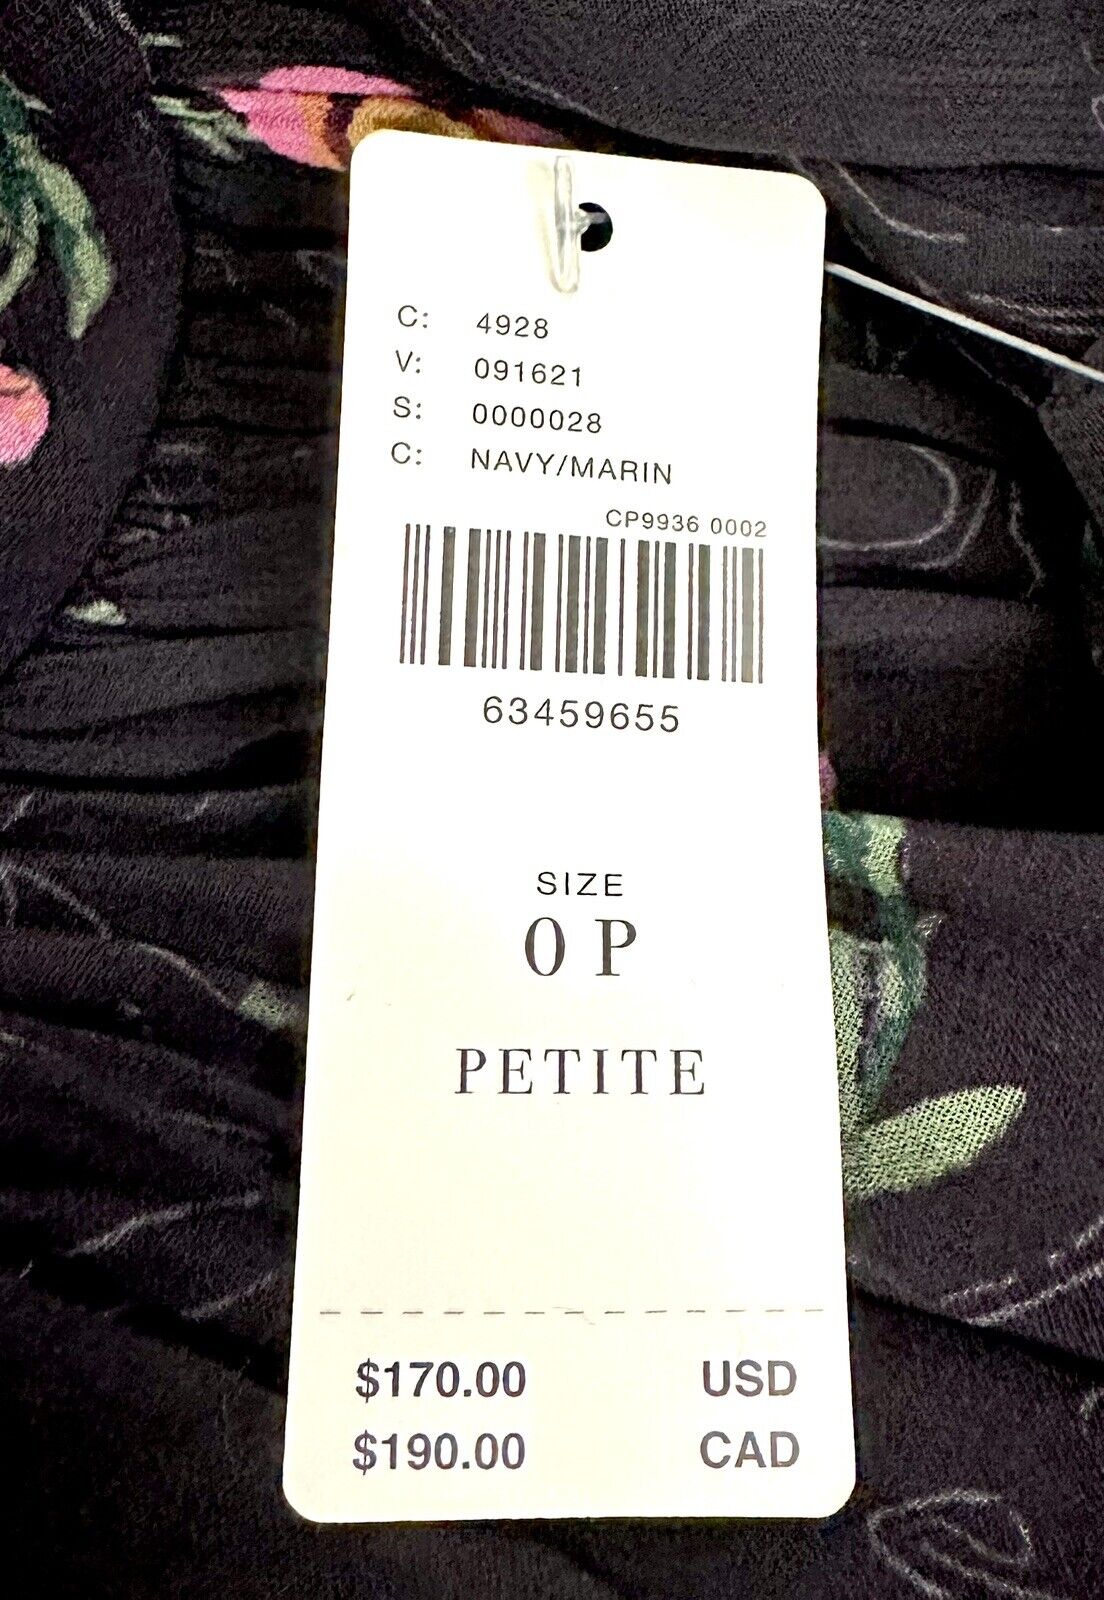 C: 4928
V: 091621
S: 0000028
C: NAVY/MARIN
CP9936 0002
63459655
SIZE
0 P
PETITE
$170.00 USD
$190.00 CAD